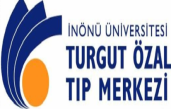 İNÖNÜ ÜNİVERSİTESİ
TURGUT ÖZAL
TIP MERKEZİ